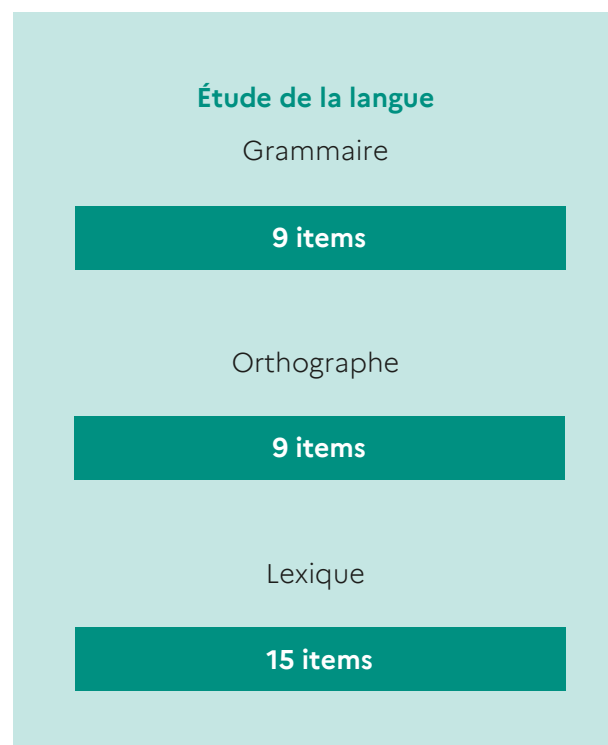 Étude de la langue
Grammaire
9 items
Orthographe
9 items
Lexique
15 items